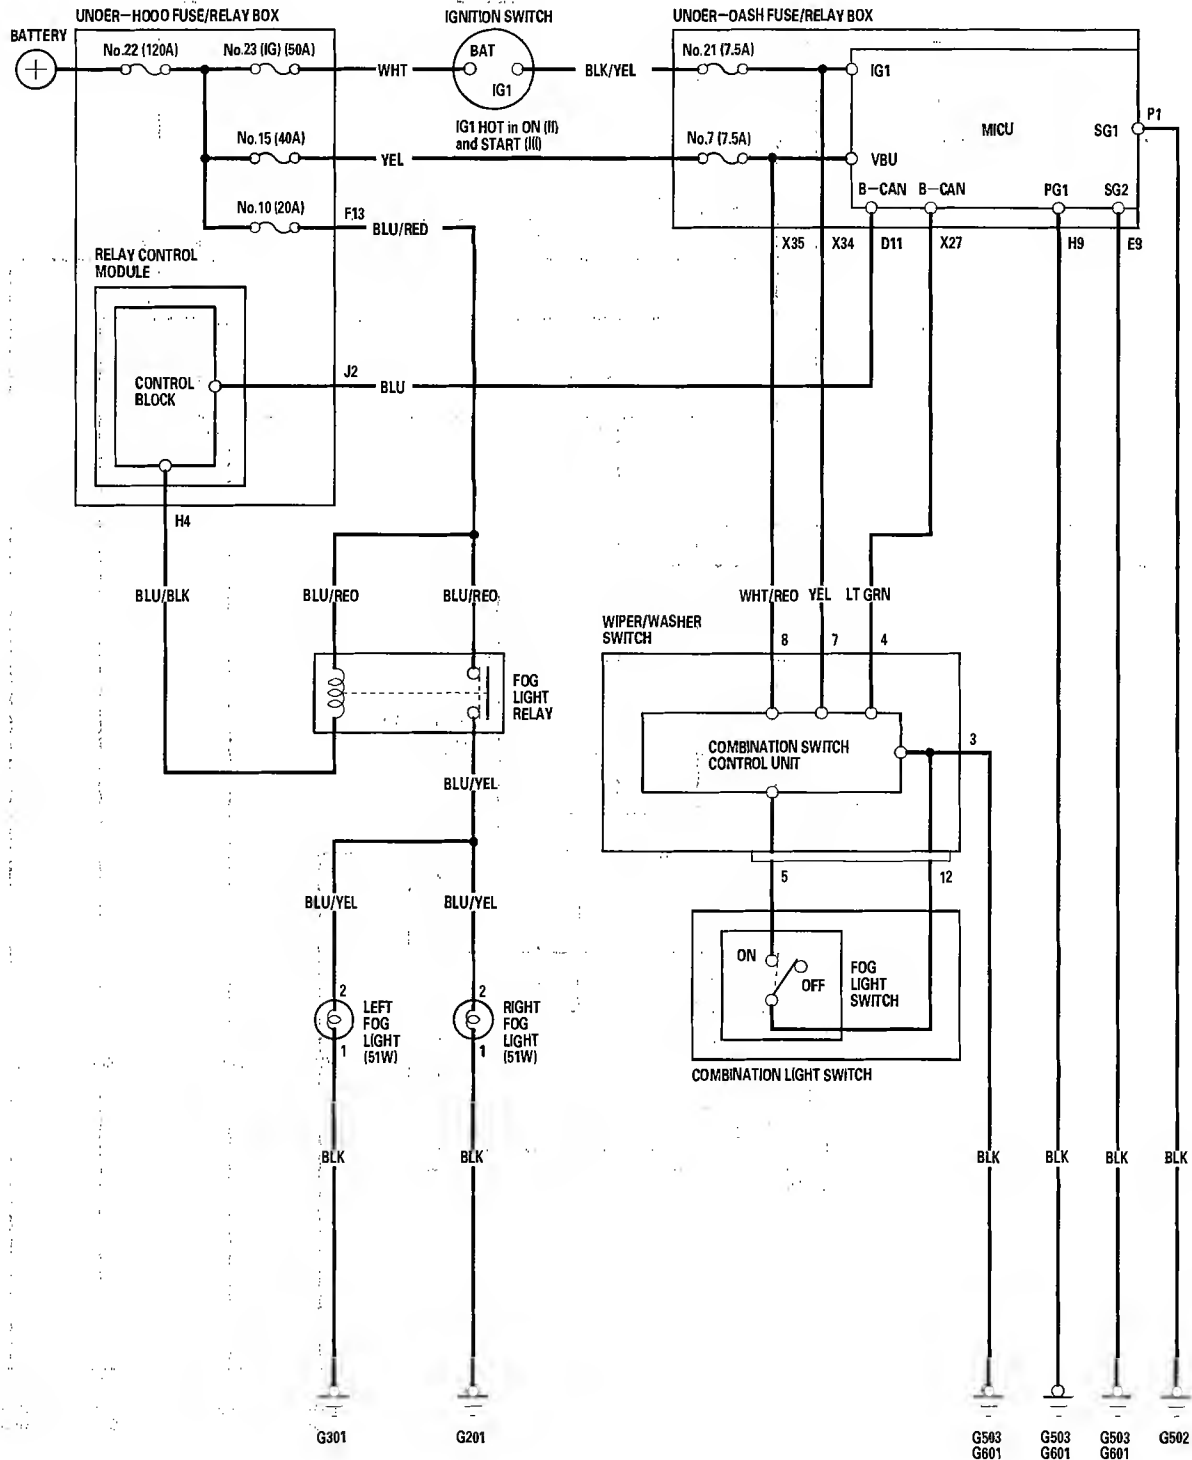 UNDER-HOOO FUSE/RELAY BOX
IGNITION SWITCH
UNDER-OASH FUSE/RELAY BOX
BATTERY
No.22 (120A)
No.23 (IG) (50A)
WHT
BAT
IG1
BLK/YEL
No.21 (7.5A)
IG1
MICU
SG1
P1
IG1 HOT in ON (II)
and START (III)
No.15 (40A)
YEL
No.7 (7.5A)
VBU
B-CAN
B-CAN
PG1
SG2
No.10 (20A)
F13
BLU/RED
X35
X34
D11
X27
H9
E9
RELAY CONTROL
MODULE
CONTROL
BLOCK
J2
BLU
H4
BLU/BLK
BLU/REO
BLU/REO
WHT/REO
YEL
LT GRN
WIPER/WASHER
SWITCH
8
7
4
FOG
LIGHT
RELAY
COMBINATION SWITCH
CONTROL UNIT
3
BLU/YEL
5
12
BLU/YEL
BLU/YEL
ON
OFF
FOG
LIGHT
SWITCH
2
LEFT
FOG
LIGHT
(51W)
1
2
RIGHT
FOG
LIGHT
(51W)
1
COMBINATION LIGHT SWITCH
BLK
BLK
BLK
BLK
BLK
BLK
G301
G201
G503
G601
G503
G601
G503
G601
G502